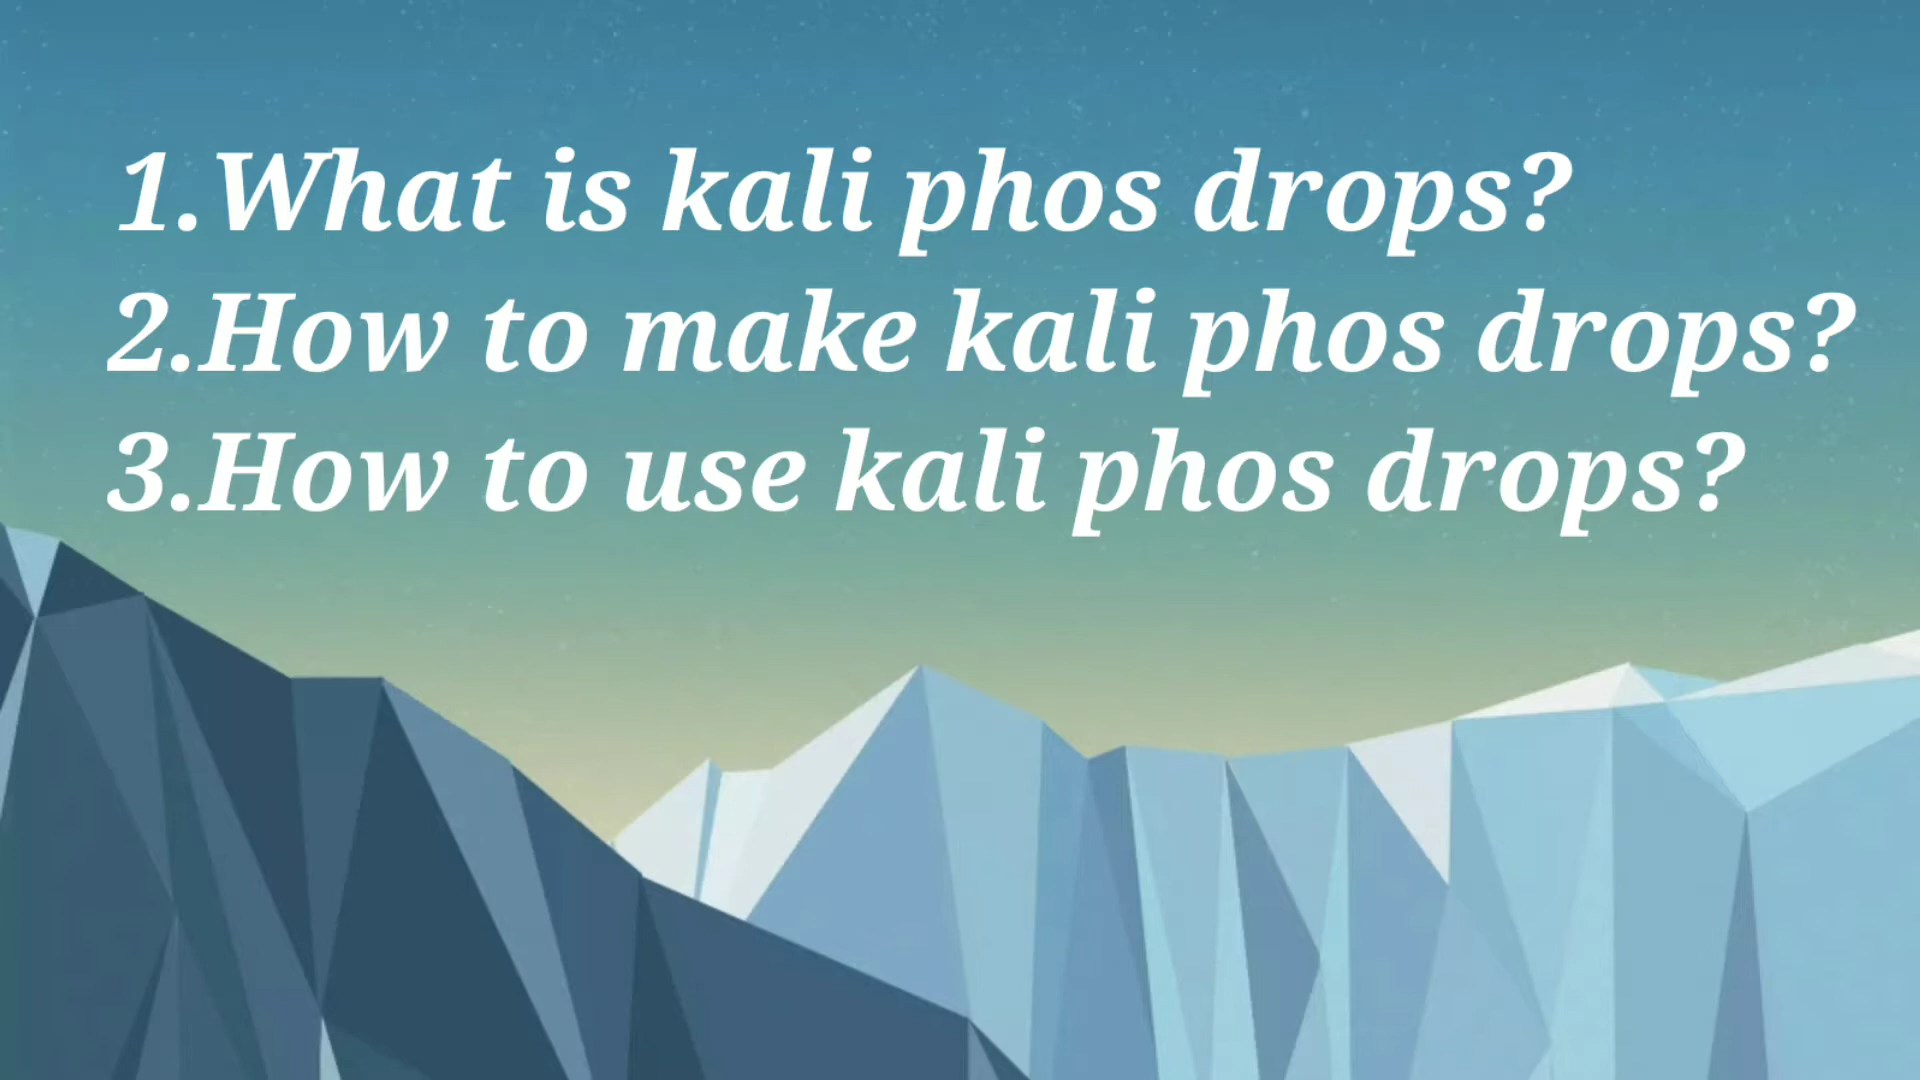 1.What is kali phos drops?
2.How to make kali phos drops?
3.How to use kali phos drops?